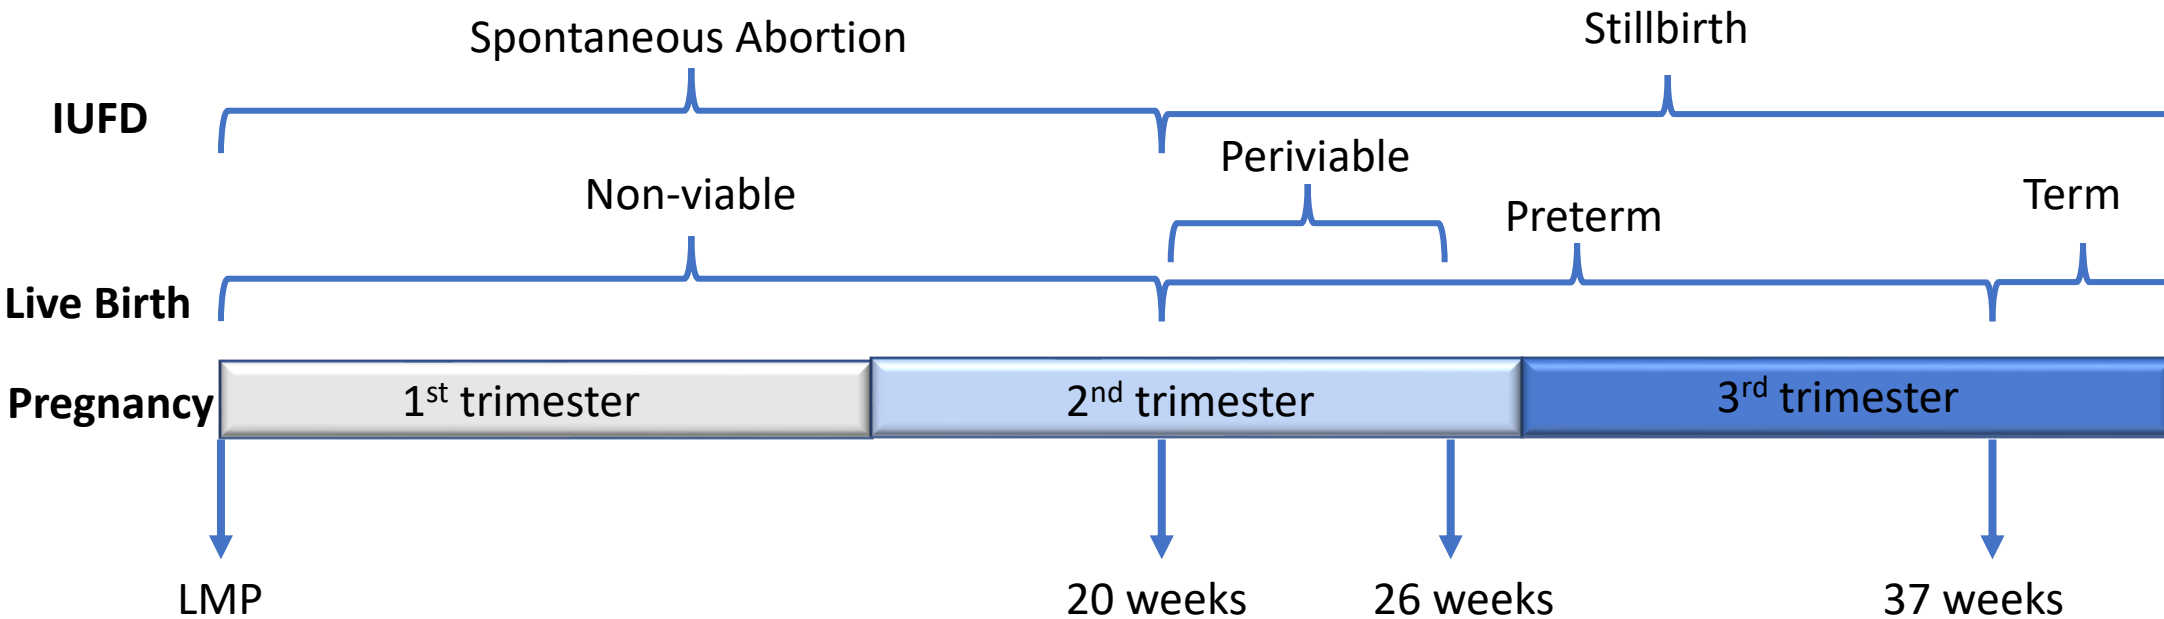 Spontaneous Abortion
Stillbirth
IUFD
Periviable
Non-viable
Preterm
Term
Live Birth
Pregnancy
1st trimester
2nd trimester
3rd trimester
LMP
20 weeks
26 weeks
37 weeks